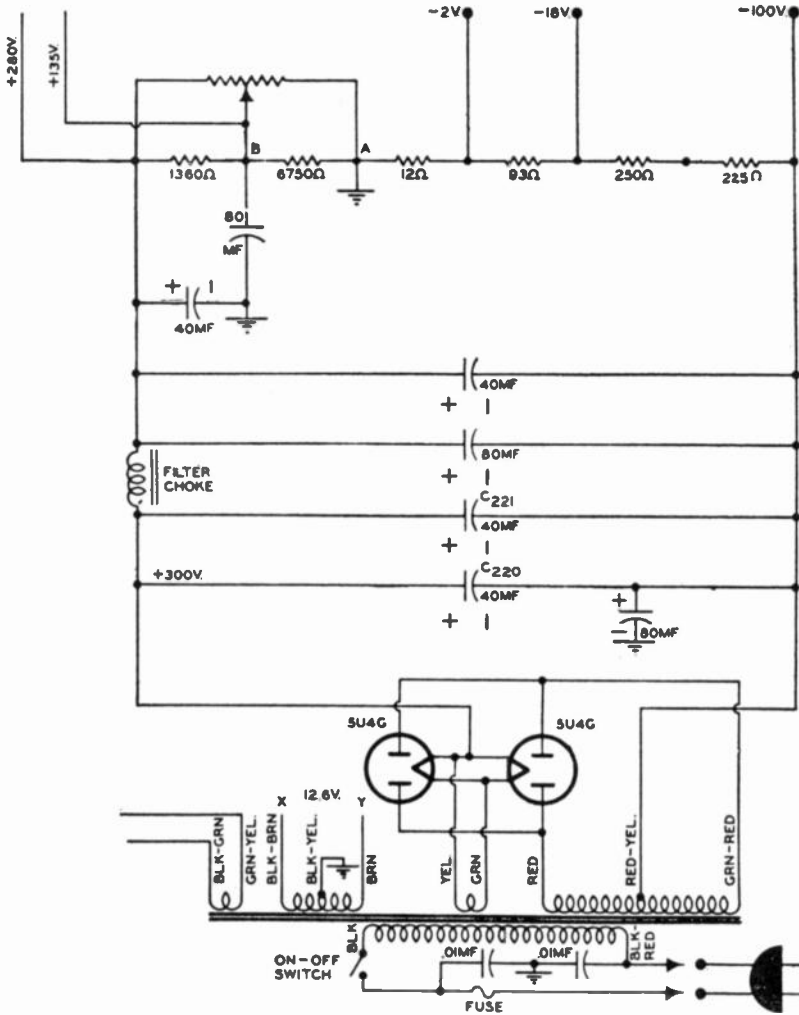 -2V.
-18V.
-100V.
+280V.
+135V.
B
A
1360Ω
6750Ω
12Ω
93Ω
250Ω
225Ω
80
MF
+
40MF
40MF
+
FILTER
CHOKE
80MF
+
C221
40MF
+
+300V.
C220
40MF
+
+
- 80MF
5U4G
5U4G
X
12.6V.
Y
BLK-GRN
GRN-YEL.
BLK-BRN
BLK-YEL.
BRN
YEL
GRN
RED
RED-YEL.
GRN-RED
BLK
BLK-
RED
ON-OFF
SWITCH
.01MF
.01MF
FUSE